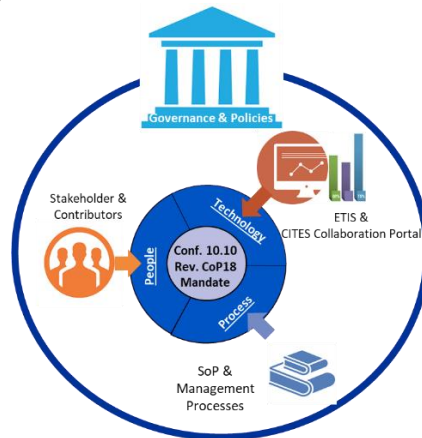 Governance & Policies
Stakeholder &
Contributors
Technology
ETIS &
CITES Collaboration Portal
People
Conf. 10.10
Rev. CoP18
Mandate
Process
SoP &
Management
Processes